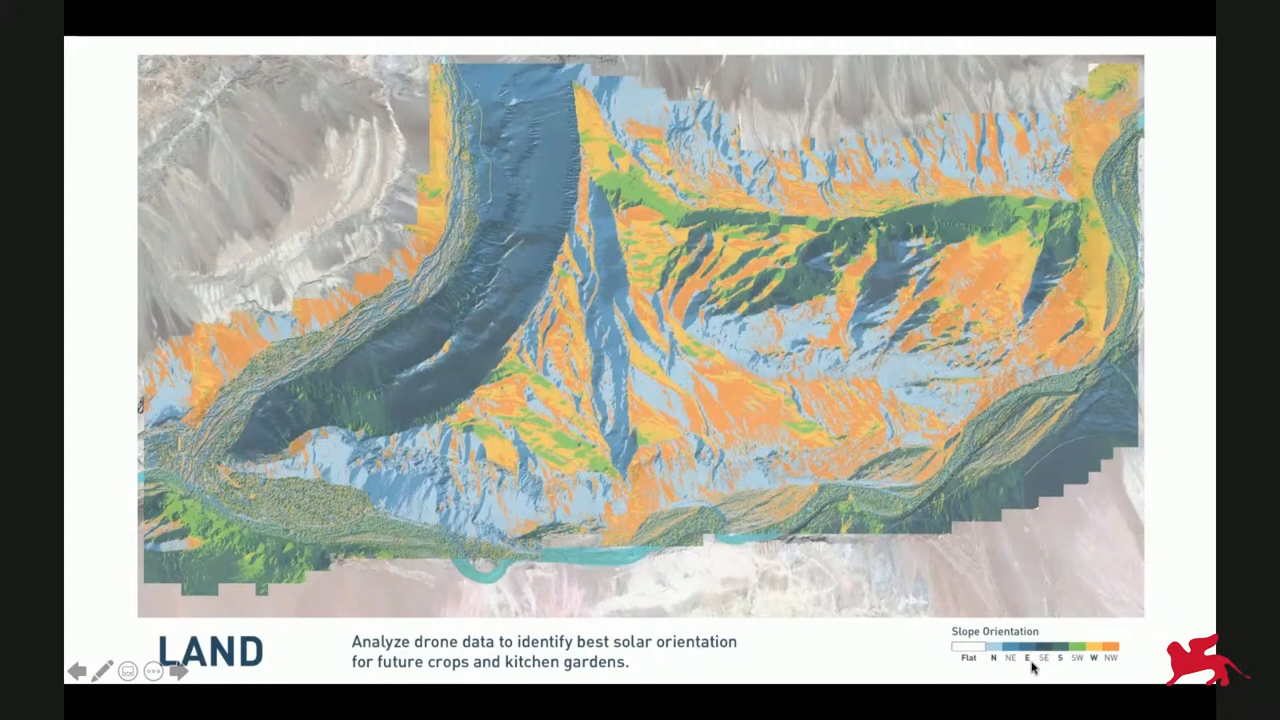 LAND
Analyze drone data to identify best solar orientation
for future crops and kitchen gardens.
Slope Orientation
Flat N NE E SE S SW W NW